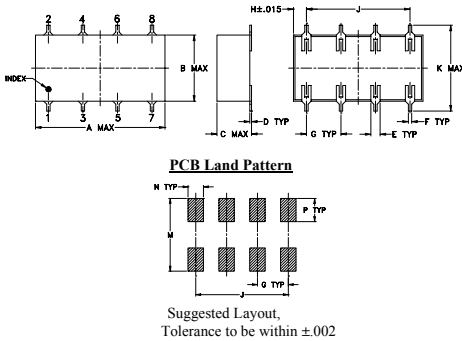 H±.015
J
2 4 6 8
B MAX
K MAX
INDEX
1 3 5 7
A MAX
C MAX
D TYP
G TYP
E TYP
F TYP
PCB Land Pattern
N TYP
P TYP
M
G TYP
J
Suggested Layout,
Tolerance to be within ±.002